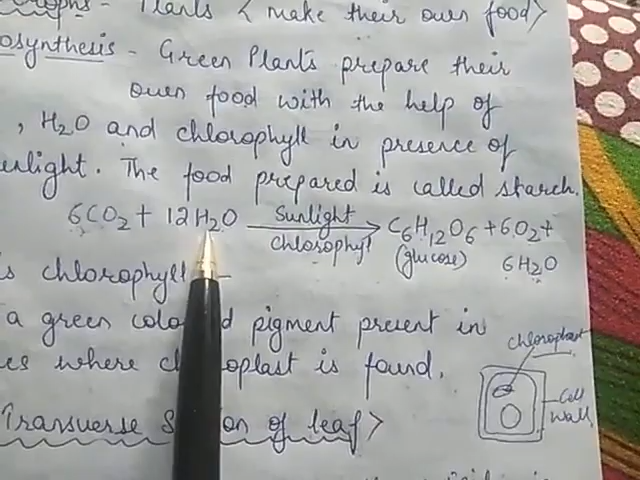 Plants < make their own food>
osynthesis - Green Plants prepare their
own food with the help of
, H2O and chlorophyll in presence of
nlight. The food prepared is called starch.
6CO2 + 12H2O Sunlight Chlorophyl C6H12O6 + 6O2 +
(glucose) 6H2O
s chlorophyll -
a green colo d pigment present in
es where ch oplast is found.
chloroplast
Cell
wall
Transverse S on of leaf>